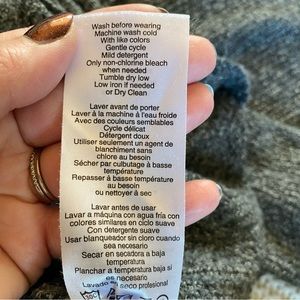 Wash before wearing
Machine wash cold
With like colors
Gentle cycle
Mild detergent
Only non-chlorine bleach
when needed
Tumble dry low
Low iron if needed
or Dry Clean
Laver avant de porter
Laver à la machine à l'eau froide
Avec des couleurs semblables
Cycle délicat
Détergent doux
Utiliser seulement un agent de
blanchiment sans
chlore au besoin
Sécher par culbutage à basse
température
Repasser à basse température
au besoin
ou nettoyer à sec
Lavar antes de usar
Lavar a máquina con agua fría con
colores similares en ciclo suave
Con detergente suave
Usar blanqueador sin cloro cuando
sea necesario
Secar en secadora a baja
temperatura
Planchar a temperatura baja si
es necesario
Lavado en seco profesional
30C